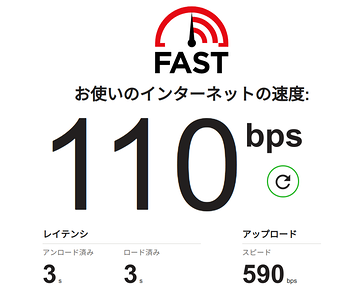 FAST
お使いのインターネットの速度:
110 bps
レイテンシ
アンロード済み ロード済み
3 s 3 s
アップロード
スピード
590 bps